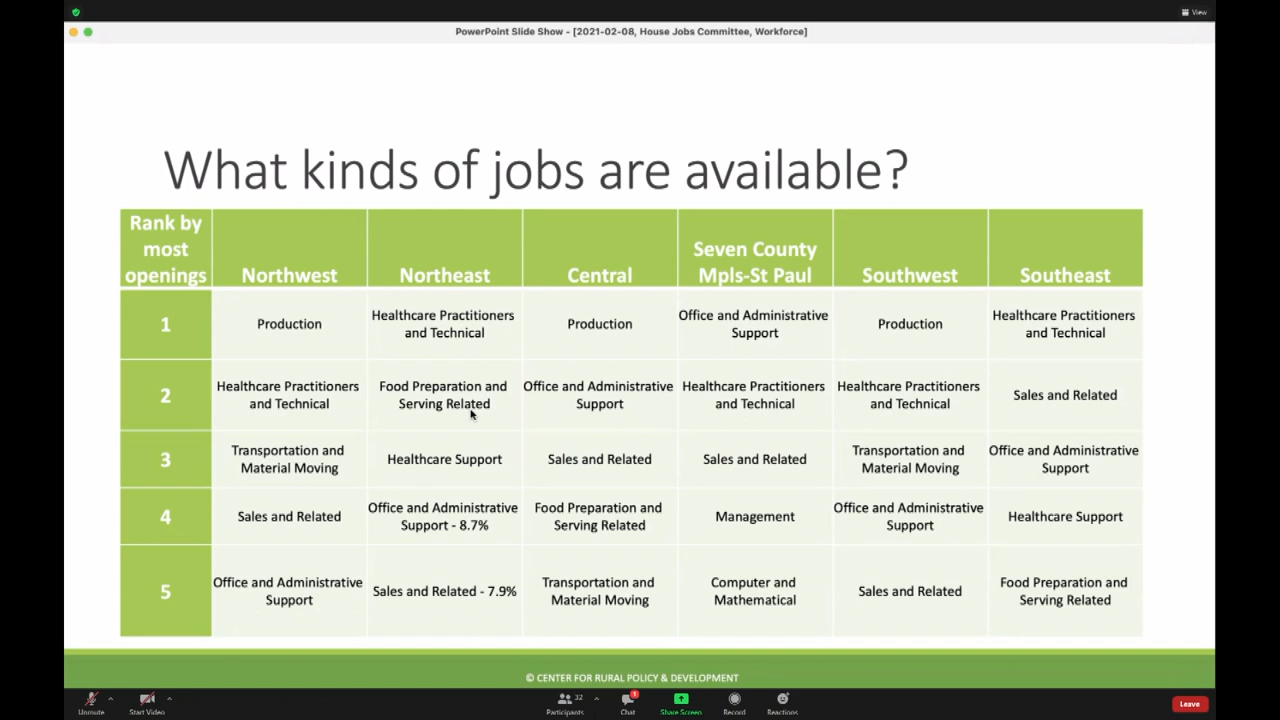 View
PowerPoint Slide Show - [2021-02-08, House Jobs Committee, Workforce]
What kinds of jobs are available?
Rank by
most
openings
Northwest
Northeast
Central
Seven County
Mpls-St Paul
Southwest
Southeast
1
Production
Healthcare Practitioners
and Technical
Production
Office and Administrative
Support
Production
Healthcare Practitioners
and Technical
2
Healthcare Practitioners
and Technical
Food Preparation and
Serving Related
Office and Administrative
Support
Healthcare Practitioners
and Technical
Healthcare Practitioners
and Technical
Sales and Related
3
Transportation and
Material Moving
Healthcare Support
Sales and Related
Sales and Related
Transportation and
Material Moving
Office and Administrative
Support
4
Sales and Related
Office and Administrative
Support - 8.7%
Food Preparation and
Serving Related
Management
Office and Administrative
Support
Healthcare Support
5
Office and Administrative
Support
Sales and Related - 7.9%
Transportation and
Material Moving
Computer and
Mathematical
Sales and Related
Food Preparation and
Serving Related
© CENTER FOR RURAL POLICY & DEVELOPMENT
Unmute
Start Video
32
Participants
1
Chat
Share Screen
Record
Reactions
Leave